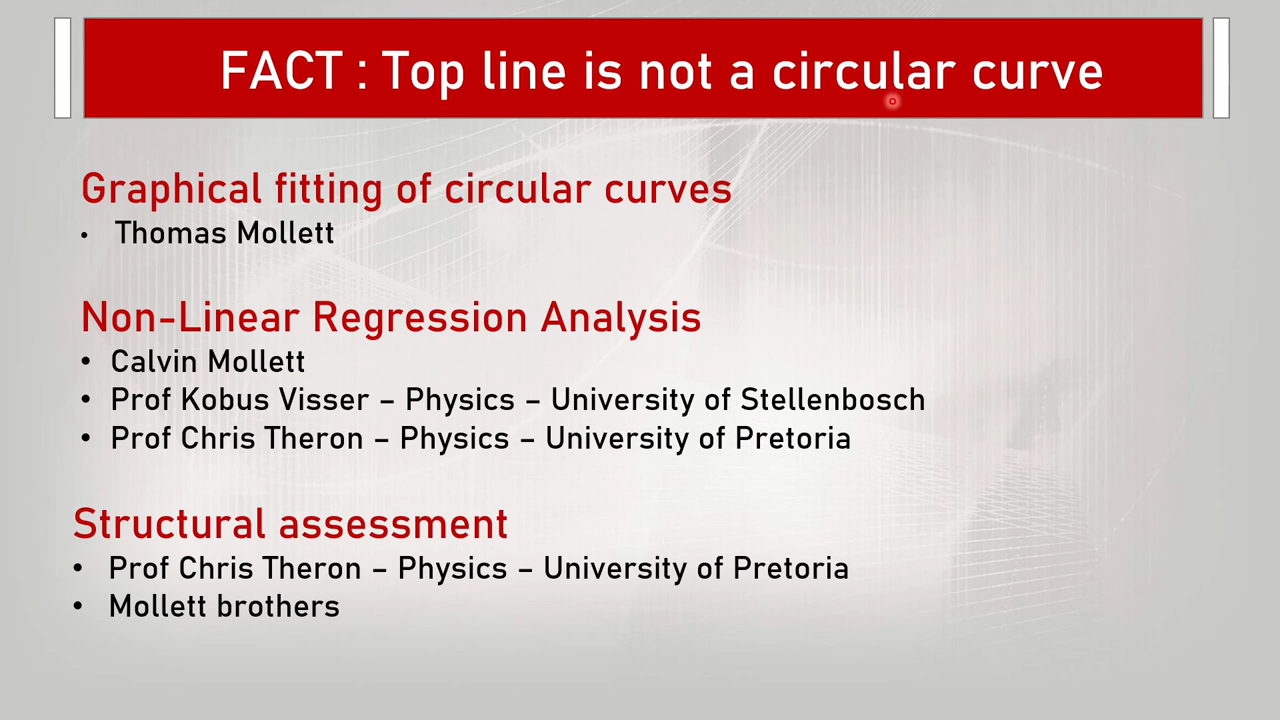 FACT : Top line is not a circular curve
Graphical fitting of circular curves
• Thomas Mollett
Non-Linear Regression Analysis
• Calvin Mollett
• Prof Kobus Visser – Physics – University of Stellenbosch
• Prof Chris Theron – Physics – University of Pretoria
Structural assessment
• Prof Chris Theron – Physics – University of Pretoria
• Mollett brothers